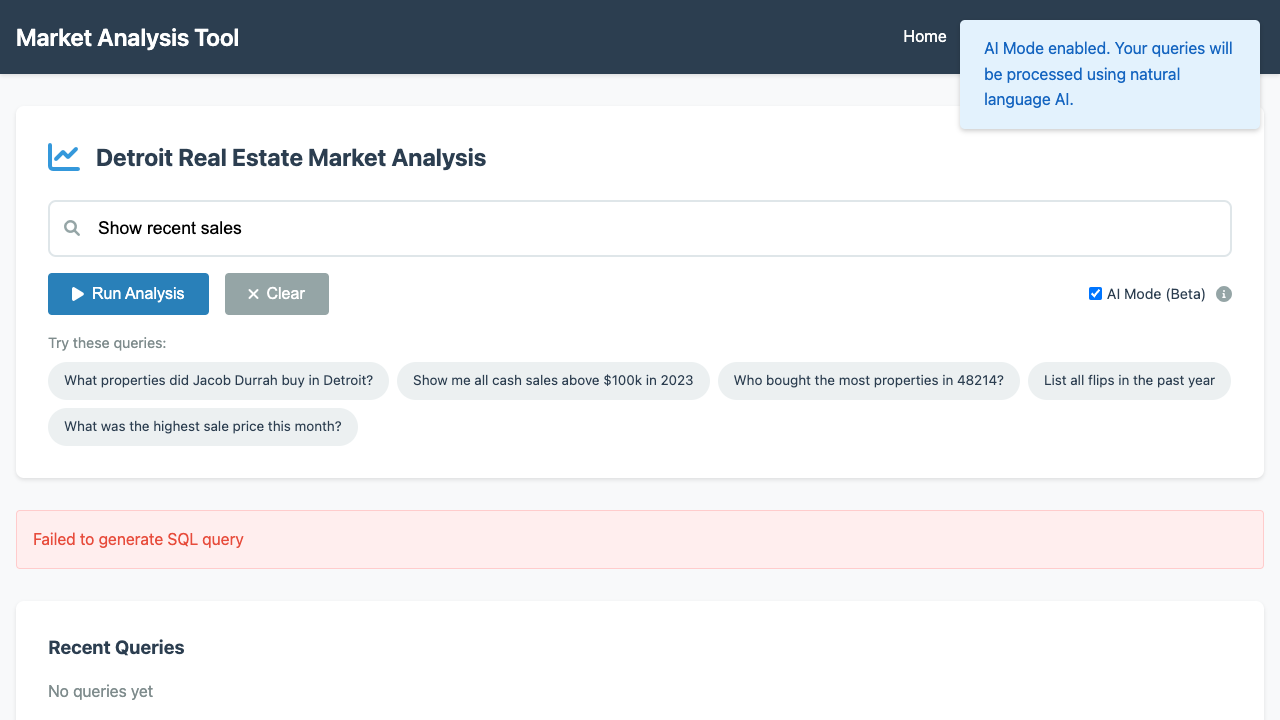 Market Analysis Tool
Home
AI Mode enabled. Your queries will
be processed using natural
language AI.
Detroit Real Estate Market Analysis
Show recent sales
Run Analysis
Clear
AI Mode (Beta)
Try these queries:
What properties did Jacob Durrah buy in Detroit?
Show me all cash sales above $100k in 2023
Who bought the most properties in 48214?
List all flips in the past year
What was the highest sale price this month?
Failed to generate SQL query
Recent Queries
No queries yet